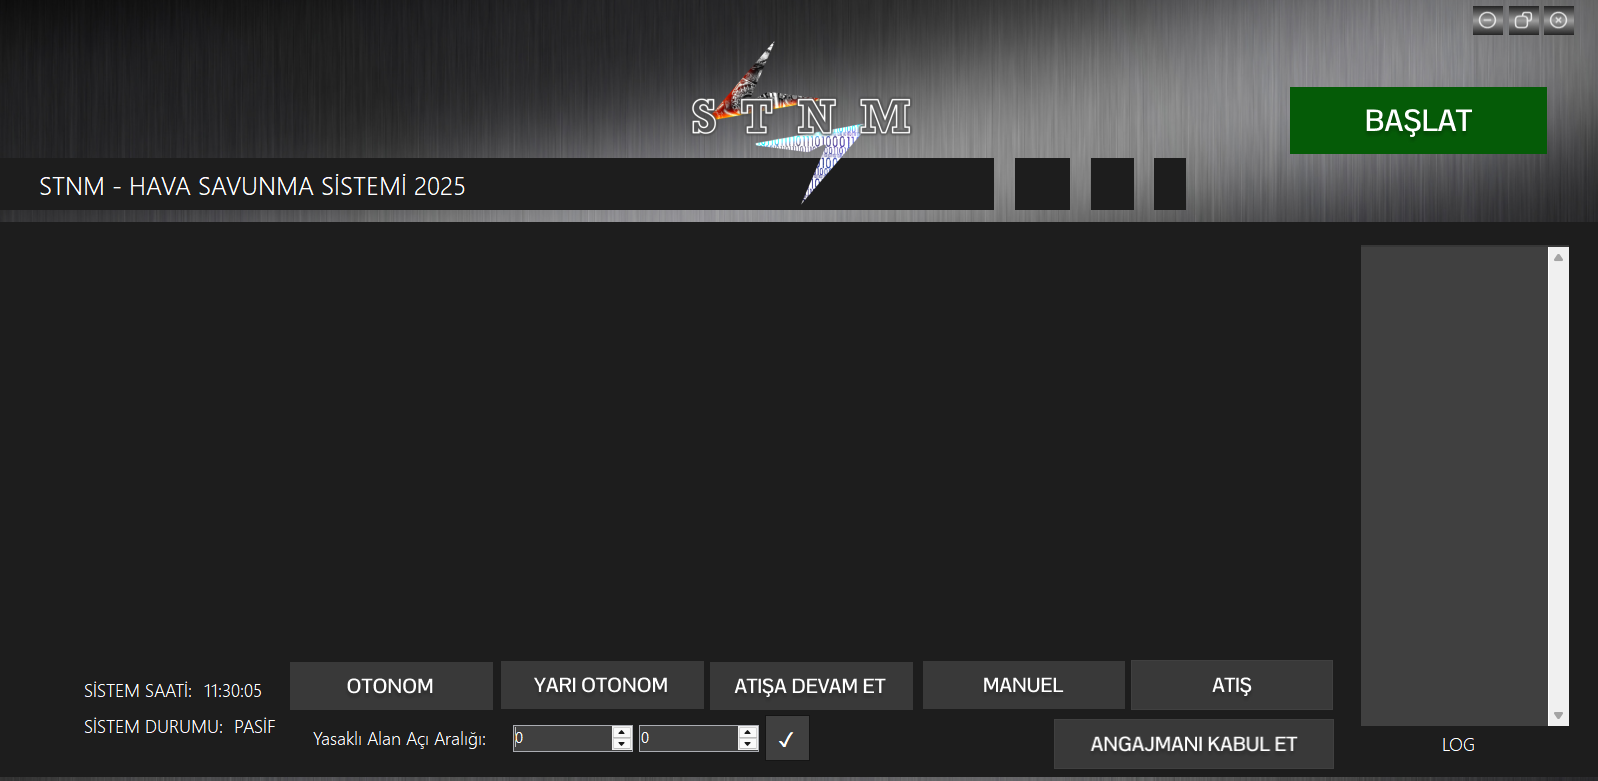 S T N M
BAŞLAT
STNM - HAVA SAVUNMA SİSTEMİ 2025
OTONOM
YARI OTONOM
ATIŞA DEVAM ET
MANUEL
ATIŞ
SİSTEM SAATİ: 11:30:05
SİSTEM DURUMU: PASİF
Yasaklı Alan Açı Aralığı: 0 0
ANGAJMANI KABUL ET
LOG